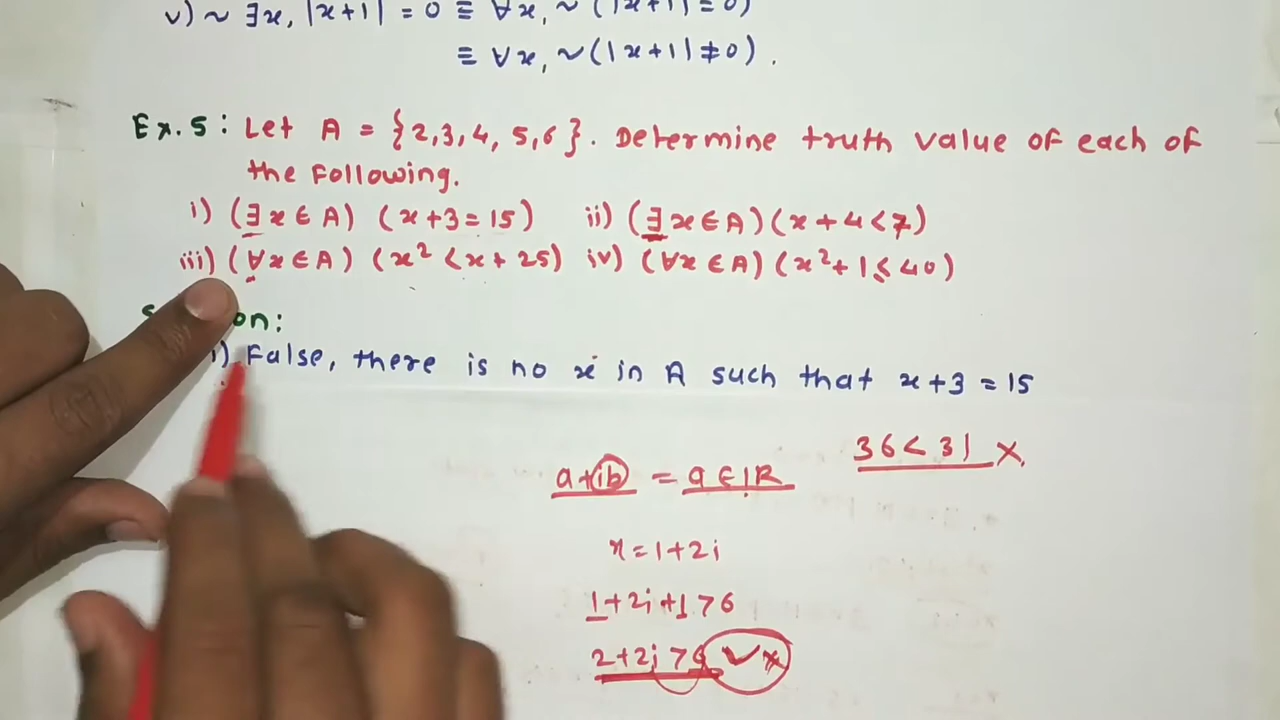 v) ~ ∃x, |x+1| = 0 ≡ ∀x, ~(|x+1| = 0)
≡ ∀x, ~(|x+1| ≠ 0).
Ex.5: Let A = {2,3,4, 5,6}. Determine truth value of each of
the following.
i) (∃x∈A) (x+3=15) ii) (∃x∈A)(x+4<7)
iii) (∀x∈A) (x² <x+25) iv) (∀x∈A)(x²+1≤40)
on:
i) False, there is no x in A such that x+3 = 15
36<31 ×
a+ib = a∈IR
x=1+2i
1+2i+1>6
2+2i>6 ✓×